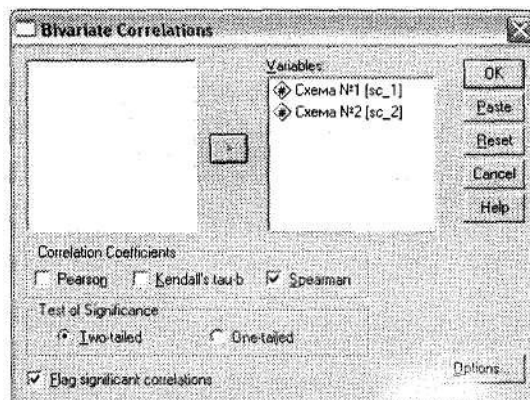 Bivariate Correlations
Variables:
Схема №1 [sc_1]
Схема №2 [sc_2]
OK
Paste
Reset
Cancel
Help
Correlation Coefficients
Pearson
Kendall's tau-b
Spearman
Test of Significance
Two-tailed
One-tailed
Flag significant correlations
Options...